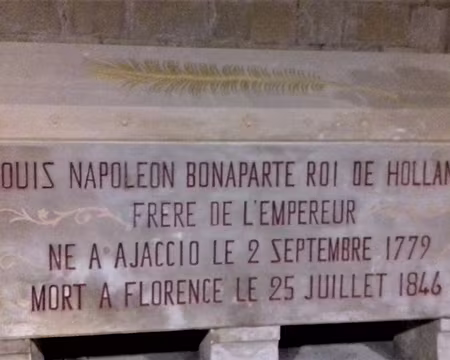 OUIS NAPOLEON BONAPARTE ROI DE HOLLAN
FRERE DE L'EMPEREUR
NE A AJACCIO LE 2 SEPTEMBRE 1779
MORT A FLORENCE LE 25 JUILLET 1846